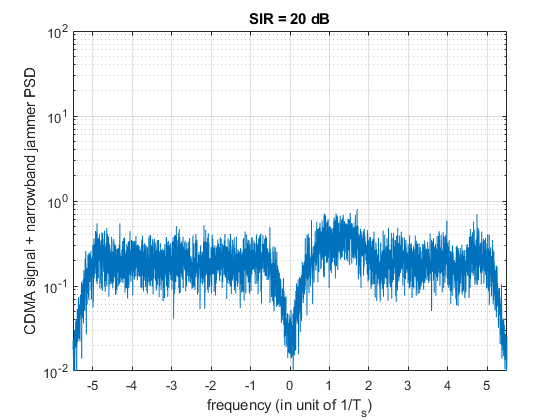 SIR = 20 dB
CDMA signal + narrowband jammer PSD
10^2
10^1
10^0
10^-1
10^-2
-5 -4 -3 -2 -1 0 1 2 3 4 5
frequency (in unit of 1/T_s)